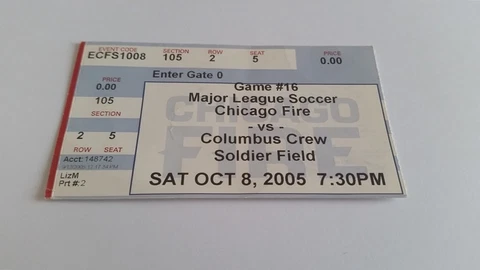 EVENT CODE SECTION ROW SEAT PRICE
ECFS1008 105 2 5 0.00
Enter Gate 0
PRICE
0.00
105
SECTION
2 5
ROW SEAT
Acct:148742
LizM
Prt #:2
CHICAGO
FIRE
Game #16
Major League Soccer
Chicago Fire
- vs -
Columbus Crew
Soldier Field
SAT OCT 8, 2005 7:30PM